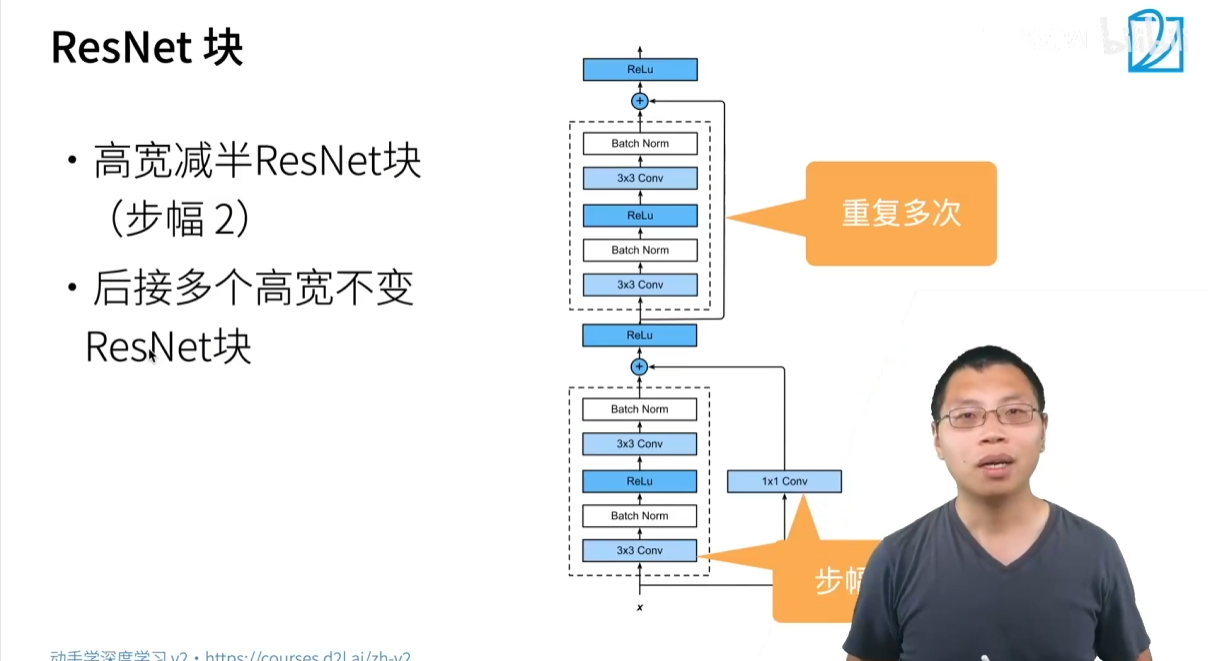 ResNet 块
• 高宽减半ResNet块
（步幅 2）
• 后接多个高宽不变
ResNet块
ReLu
+
Batch Norm
3x3 Conv
ReLu
Batch Norm
3x3 Conv
重复多次
ReLu
+
Batch Norm
3x3 Conv
ReLu
Batch Norm
3x3 Conv
1x1 Conv
步幅
x
动手学深度学习 v2 • https://courses.d2l.ai/zh-v2
bilibili